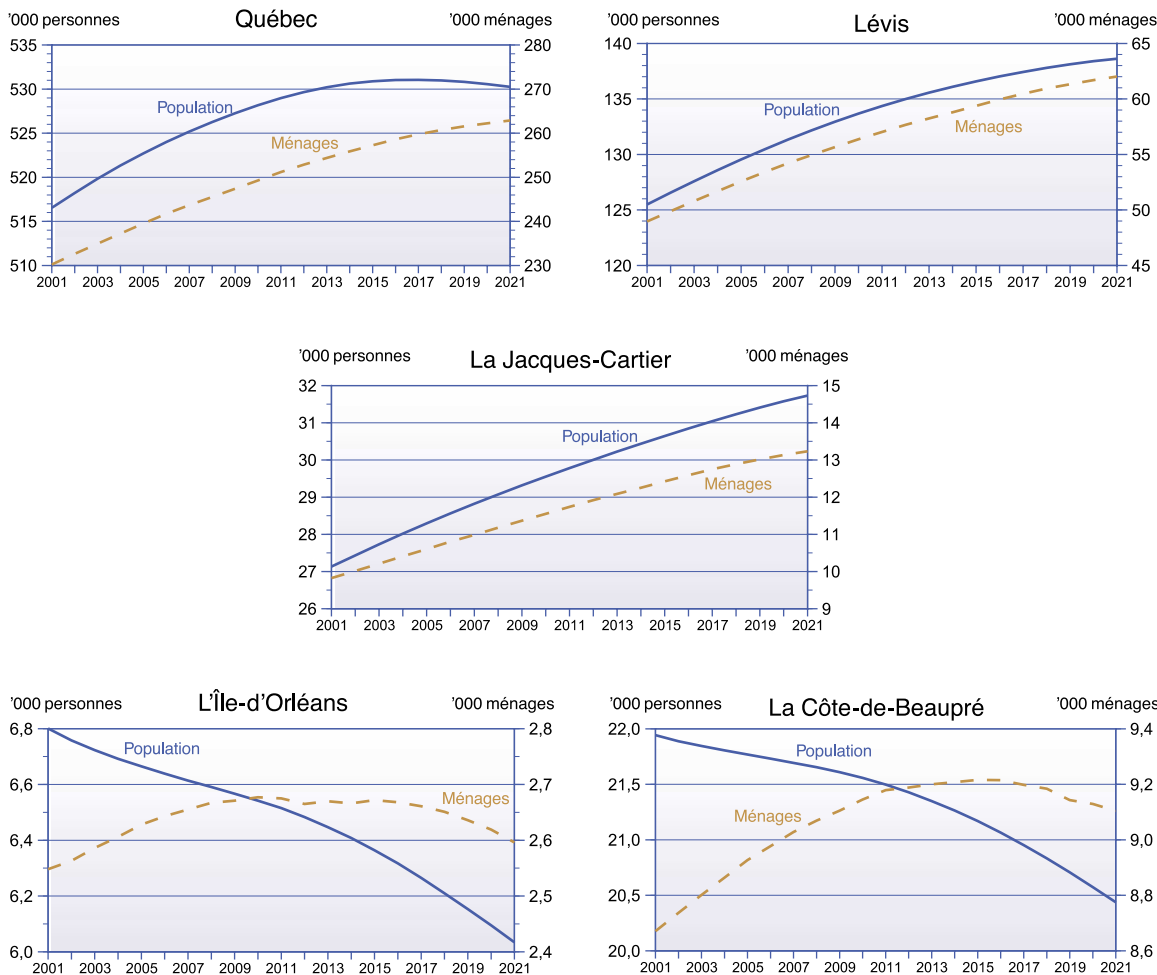 '000 personnes Québec '000 ménages
535 280
530 270
Population
525 260
Ménages
520 250
515 240
510 230
2001 2003 2005 2007 2009 2011 2013 2015 2017 2019 2021
'000 personnes Lévis '000 ménages
140 65
135 60
Population
Ménages
130 55
125 50
120 45
2001 2003 2005 2007 2009 2011 2013 2015 2017 2019 2021
'000 personnes La Jacques-Cartier '000 ménages
32 15
31 14
Population
30 13
Ménages
29 12
28 11
27 10
26 9
2001 2003 2005 2007 2009 2011 2013 2015 2017 2019 2021
'000 personnes L'Île-d'Orléans '000 ménages
6,8 2,8
Population
6,6 2,7
Ménages
6,4 2,6
6,2 2,5
6,0 2,4
2001 2003 2005 2007 2009 2011 2013 2015 2017 2019 2021
'000 personnes La Côte-de-Beaupré '000 ménages
22,0 9,4
Population
21,5 9,2
Ménages
21,0 9,0
20,5 8,8
20,0 8,6
2001 2003 2005 2007 2009 2011 2013 2015 2017 2019 2021